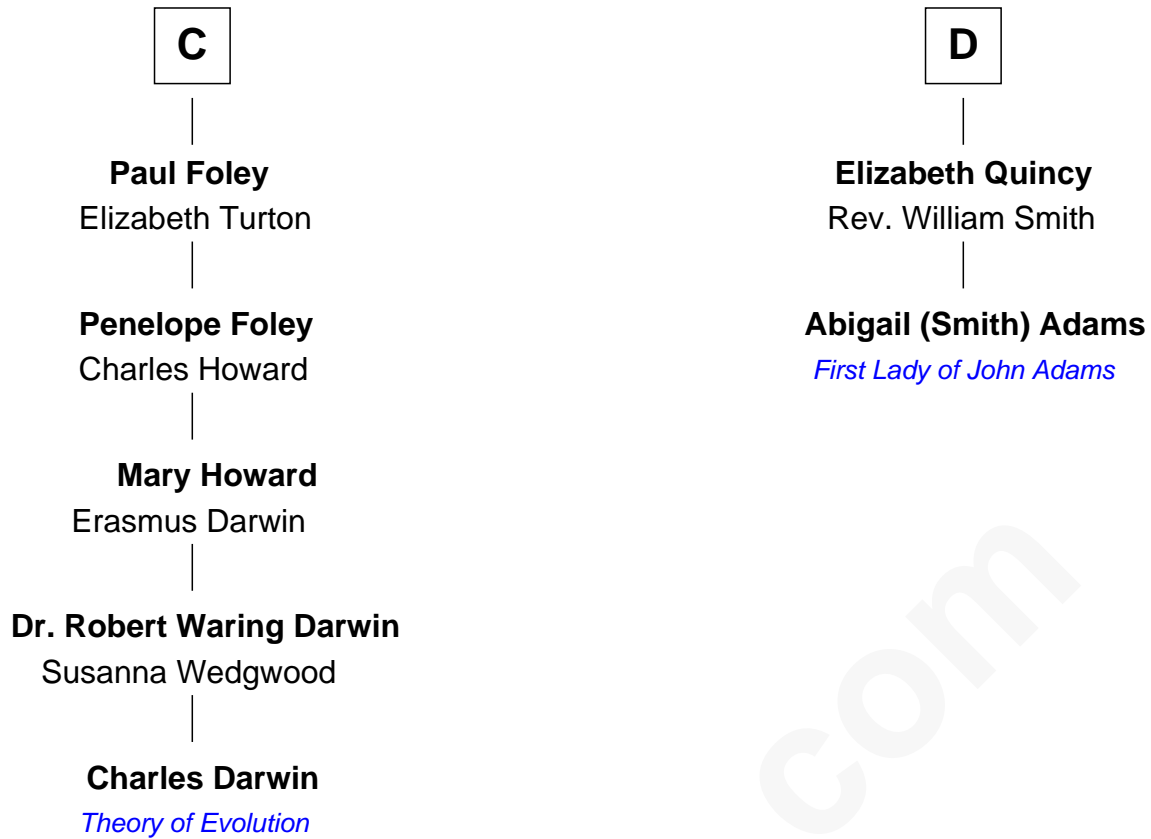 C
Paul Foley
Elizabeth Turton
Penelope Foley
Charles Howard
Mary Howard
Erasmus Darwin
Dr. Robert Waring Darwin
Susanna Wedgwood
Charles Darwin
Theory of Evolution
D
Elizabeth Quincy
Rev. William Smith
Abigail (Smith) Adams
First Lady of John Adams
com